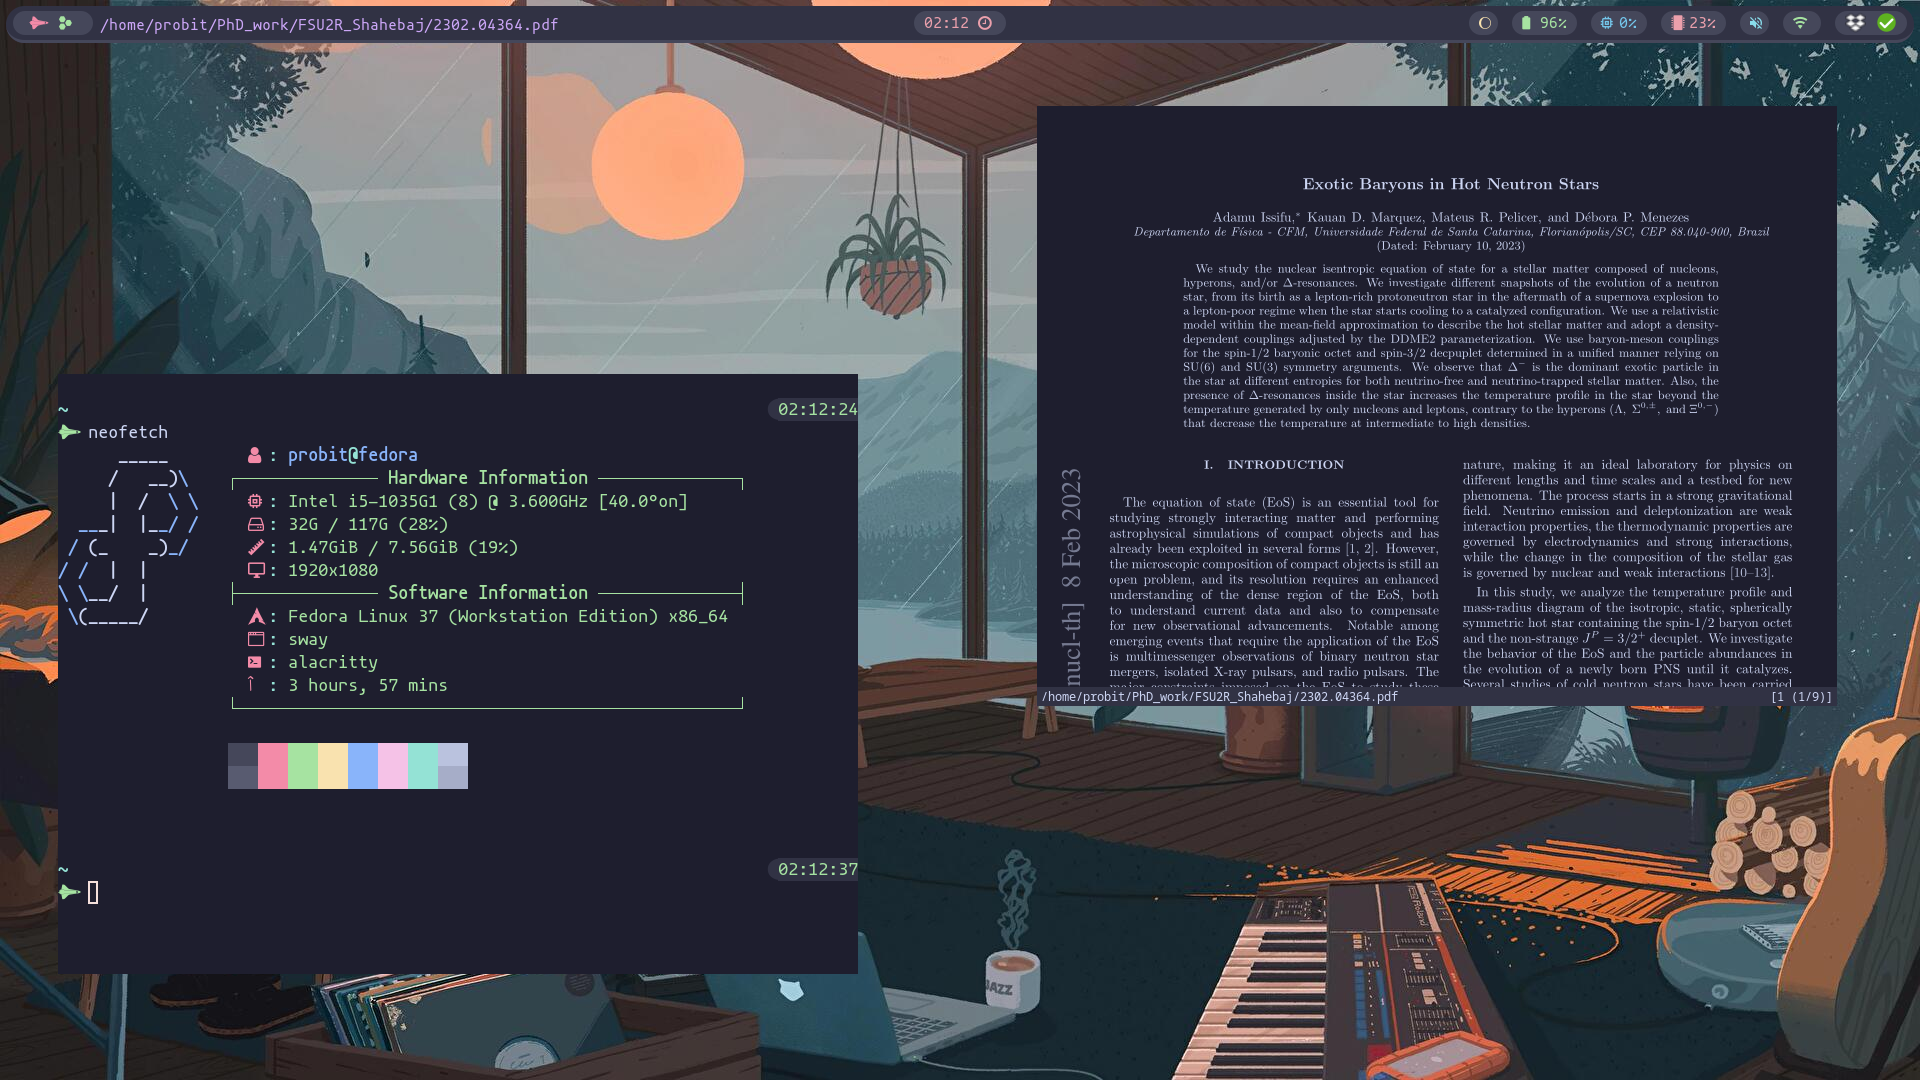 /home/probit/PhD_work/FSU2R_Shahebaj/2302.04364.pdf
02:12
96%
0%
23%
~
02:12:24
neofetch
: probit@fedora
Hardware Information
: Intel i5-1035G1 (8) @ 3.600GHz [40.0°on]
: 32G / 117G (28%)
: 1.47GiB / 7.56GiB (19%)
: 1920x1080
Software Information
: Fedora Linux 37 (Workstation Edition) x86_64
: sway
: alacritty
: 3 hours, 57 mins
~
02:12:37
Exotic Baryons in Hot Neutron Stars
Adamu Issifu,* Kauan D. Marquez, Mateus R. Pelicer, and Débora P. Menezes
Departamento de Física - CFM, Universidade Federal de Santa Catarina, Florianópolis/SC, CEP 88.040-900, Brazil
(Dated: February 10, 2023)
We study the nuclear isentropic equation of state for a stellar matter composed of nucleons,
hyperons, and/or Δ-resonances. We investigate different snapshots of the evolution of a neutron
star, from its birth as a lepton-rich protoneutron star in the aftermath of a supernova explosion to
a lepton-poor regime when the star starts cooling to a catalyzed configuration. We use a relativistic
model within the mean-field approximation to describe the hot stellar matter and adopt a density-
dependent couplings adjusted by the DDME2 parameterization. We use baryon-meson couplings
for the spin-1/2 baryonic octet and spin-3/2 decpuplet determined in a unified manner relying on
SU(6) and SU(3) symmetry arguments. We observe that Δ⁻ is the dominant exotic particle in
the star at different entropies for both neutrino-free and neutrino-trapped stellar matter. Also, the
presence of Δ-resonances inside the star increases the temperature profile in the star beyond the
temperature generated by only nucleons and leptons, contrary to the hyperons (Λ, Σ⁰,±, and Ξ⁰,⁻)
that decrease the temperature at intermediate to high densities.
I. INTRODUCTION
The equation of state (EoS) is an essential tool for
studying strongly interacting matter and performing
astrophysical simulations of compact objects and has
already been exploited in several forms [1, 2]. However,
the microscopic composition of compact objects is still an
open problem, and its resolution requires an enhanced
understanding of the dense region of the EoS, both
to understand current data and also to compensate
for new observational advancements. Notable among
emerging events that require the application of the EoS
is multimessenger observations of binary neutron star
mergers, isolated X-ray pulsars, and radio pulsars. The
major constraints imposed on the EoS to study these
nature, making it an ideal laboratory for physics on
different lengths and time scales and a testbed for new
phenomena. The process starts in a strong gravitational
field. Neutrino emission and deleptonization are weak
interaction properties, the thermodynamic properties are
governed by electrodynamics and strong interactions,
while the change in the composition of the stellar gas
is governed by nuclear and weak interactions [10–13].
In this study, we analyze the temperature profile and
mass-radius diagram of the isotropic, static, spherically
symmetric hot star containing the spin-1/2 baryon octet
and the non-strange Jᴾ = 3/2⁺ decuplet. We investigate
the behavior of the EoS and the particle abundances in
the evolution of a newly born PNS until it catalyzes.
Several studies of cold neutron stars have been carried
nucl-th] 8 Feb 2023
/home/probit/PhD_work/FSU2R_Shahebaj/2302.04364.pdf
[1 (1/9)]
JAZZ
Roland